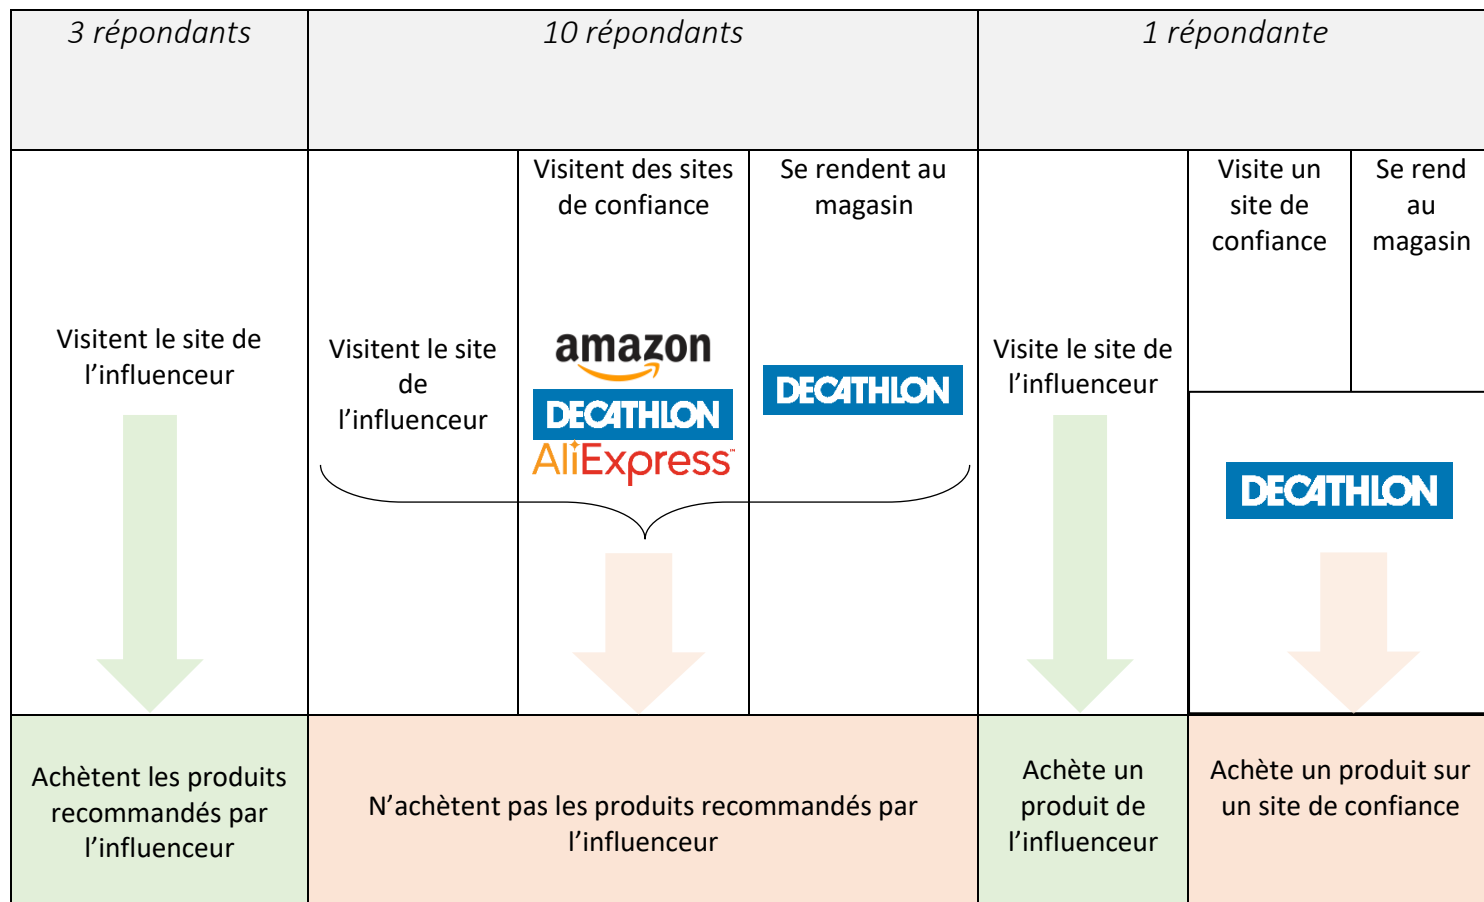 3 répondants
10 répondants
1 répondante
Visitent le site de
l’influenceur
Visitent le site
de
l’influenceur
Visitent des sites
de confiance
amazon
DECATHLON
AliExpress™
Se rendent au
magasin
DECATHLON
Visite le site de
l’influenceur
Visite un
site de
confiance
Se rend
au
magasin
DECATHLON
Achètent les produits
recommandés par
l’influenceur
N’achètent pas les produits recommandés par
l’influenceur
Achète un
produit de
l’influenceur
Achète un produit sur
un site de confiance